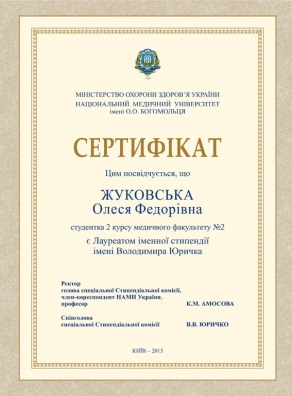 МІНІСТЕРСТВО ОХОРОНИ ЗДОРОВ'Я УКРАЇНИ
НАЦІОНАЛЬНИЙ МЕДИЧНИЙ УНІВЕРСИТЕТ
імені О.О. БОГОМОЛЬЦЯ
СЕРТИФІКАТ
Цим посвідчується, що
ЖУКОВСЬКА
Олеся Федорівна
студентка 2 курсу медичного факультету №2
є Лауреатом іменної стипендії
імені Володимира Юричка
Ректор
голова спеціальної Стипендіальної комісії,
член-кореспондент НАМН України,
професор К.М. АМОСОВА
Співголова
спеціальної Стипендіальної комісії В.В. ЮРИЧКО
КИЇВ – 2015